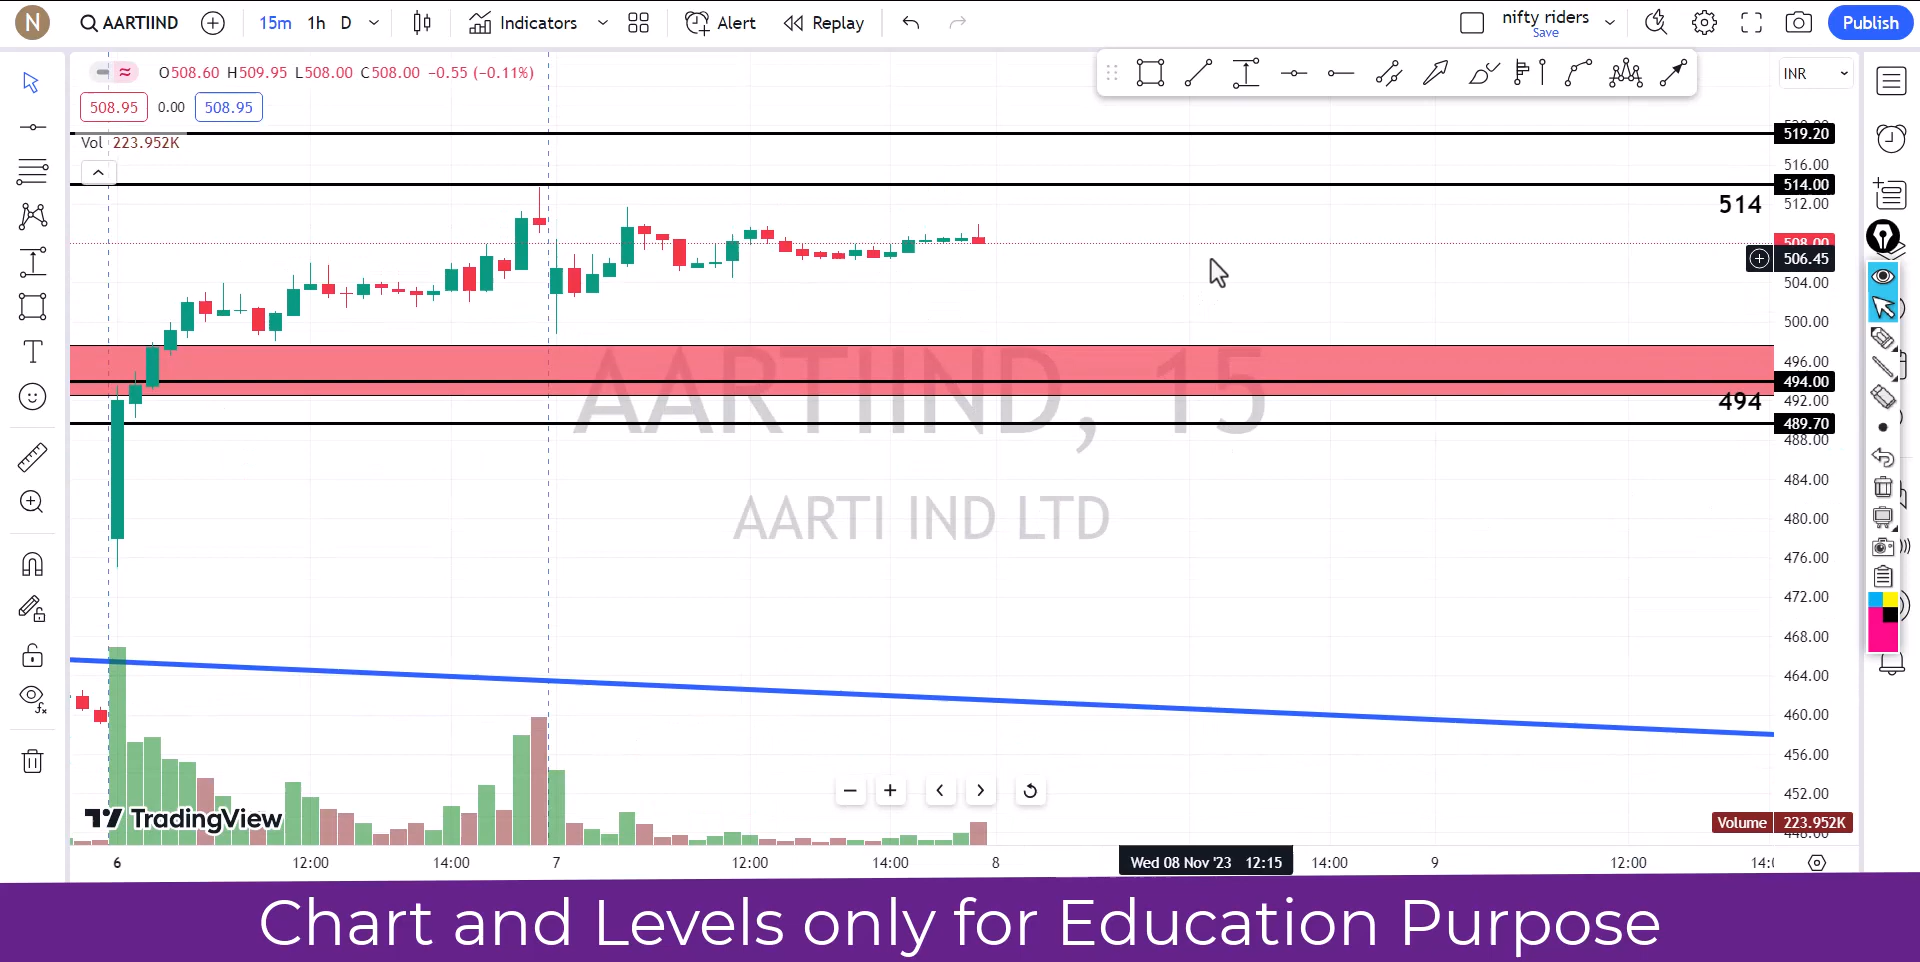 N AARTIIND 15m 1h D Indicators Alert Replay nifty riders Publish
Save
O508.60 H509.95 L508.00 C508.00 −0.55 (−0.11%) INR
508.95 0.00 508.95
519.20
Vol 223.952K
516.00
514.00
514
512.00
508.00
506.45
504.00
500.00
496.00
AARTIIND, 15
494.00
494
492.00
489.70
488.00
484.00
AARTI IND LTD
480.00
476.00
472.00
468.00
464.00
460.00
456.00
452.00
TradingView
Volume 223.952K
448.00
6 12:00 14:00 7 12:00 14:00 8 Wed 08 Nov '23 12:15 14:00 9 12:00
Chart and Levels only for Education Purpose